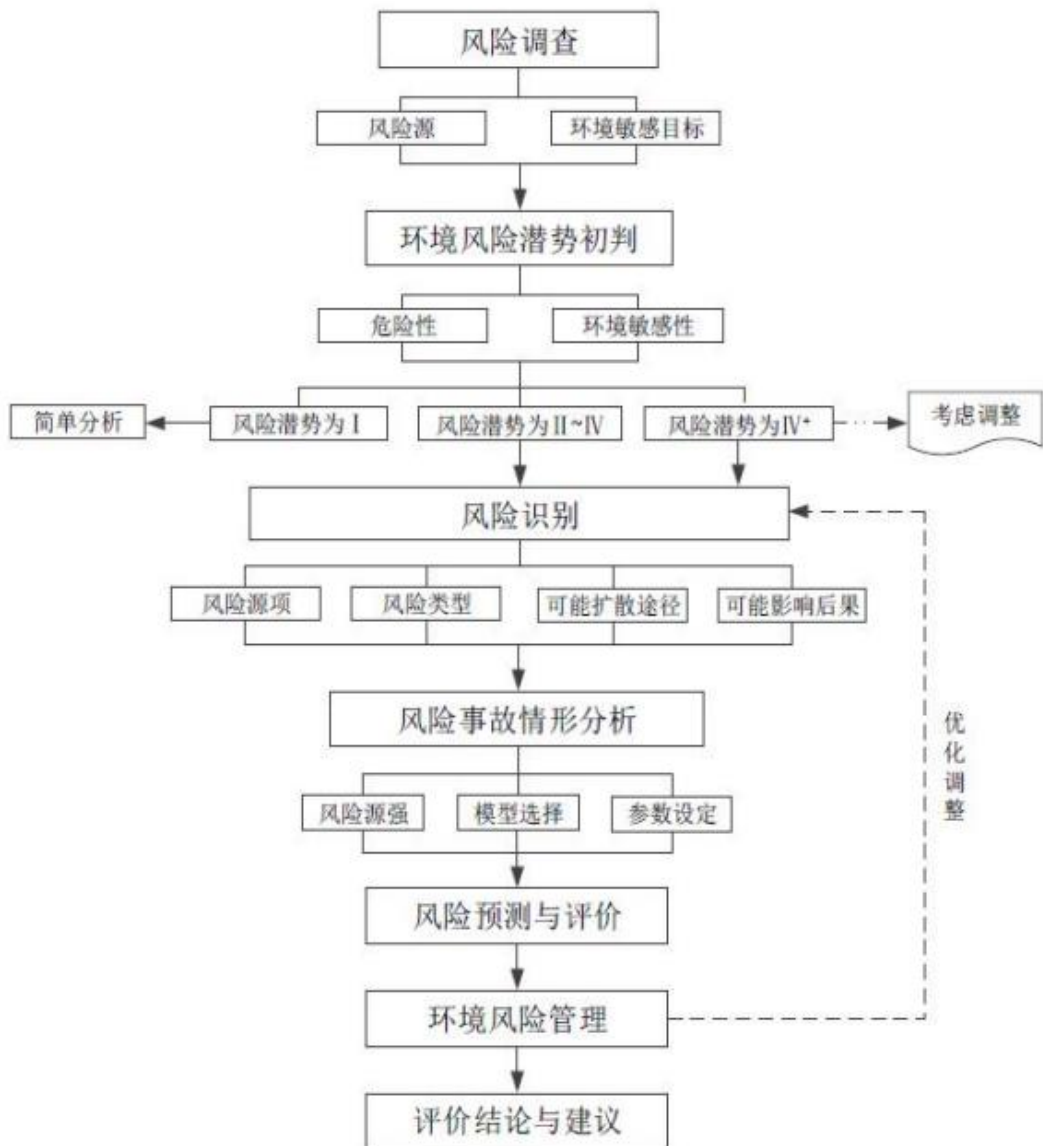 风险调查
风险源
环境敏感目标
环境风险潜势初判
危险性
环境敏感性
简单分析
风险潜势为Ⅰ
风险潜势为Ⅱ~Ⅳ
风险潜势为Ⅳ⁺
考虑调整
风险识别
风险源项
风险类型
可能扩散途径
可能影响后果
风险事故情形分析
优化调整
风险源强
模型选择
参数设定
风险预测与评价
环境风险管理
评价结论与建议